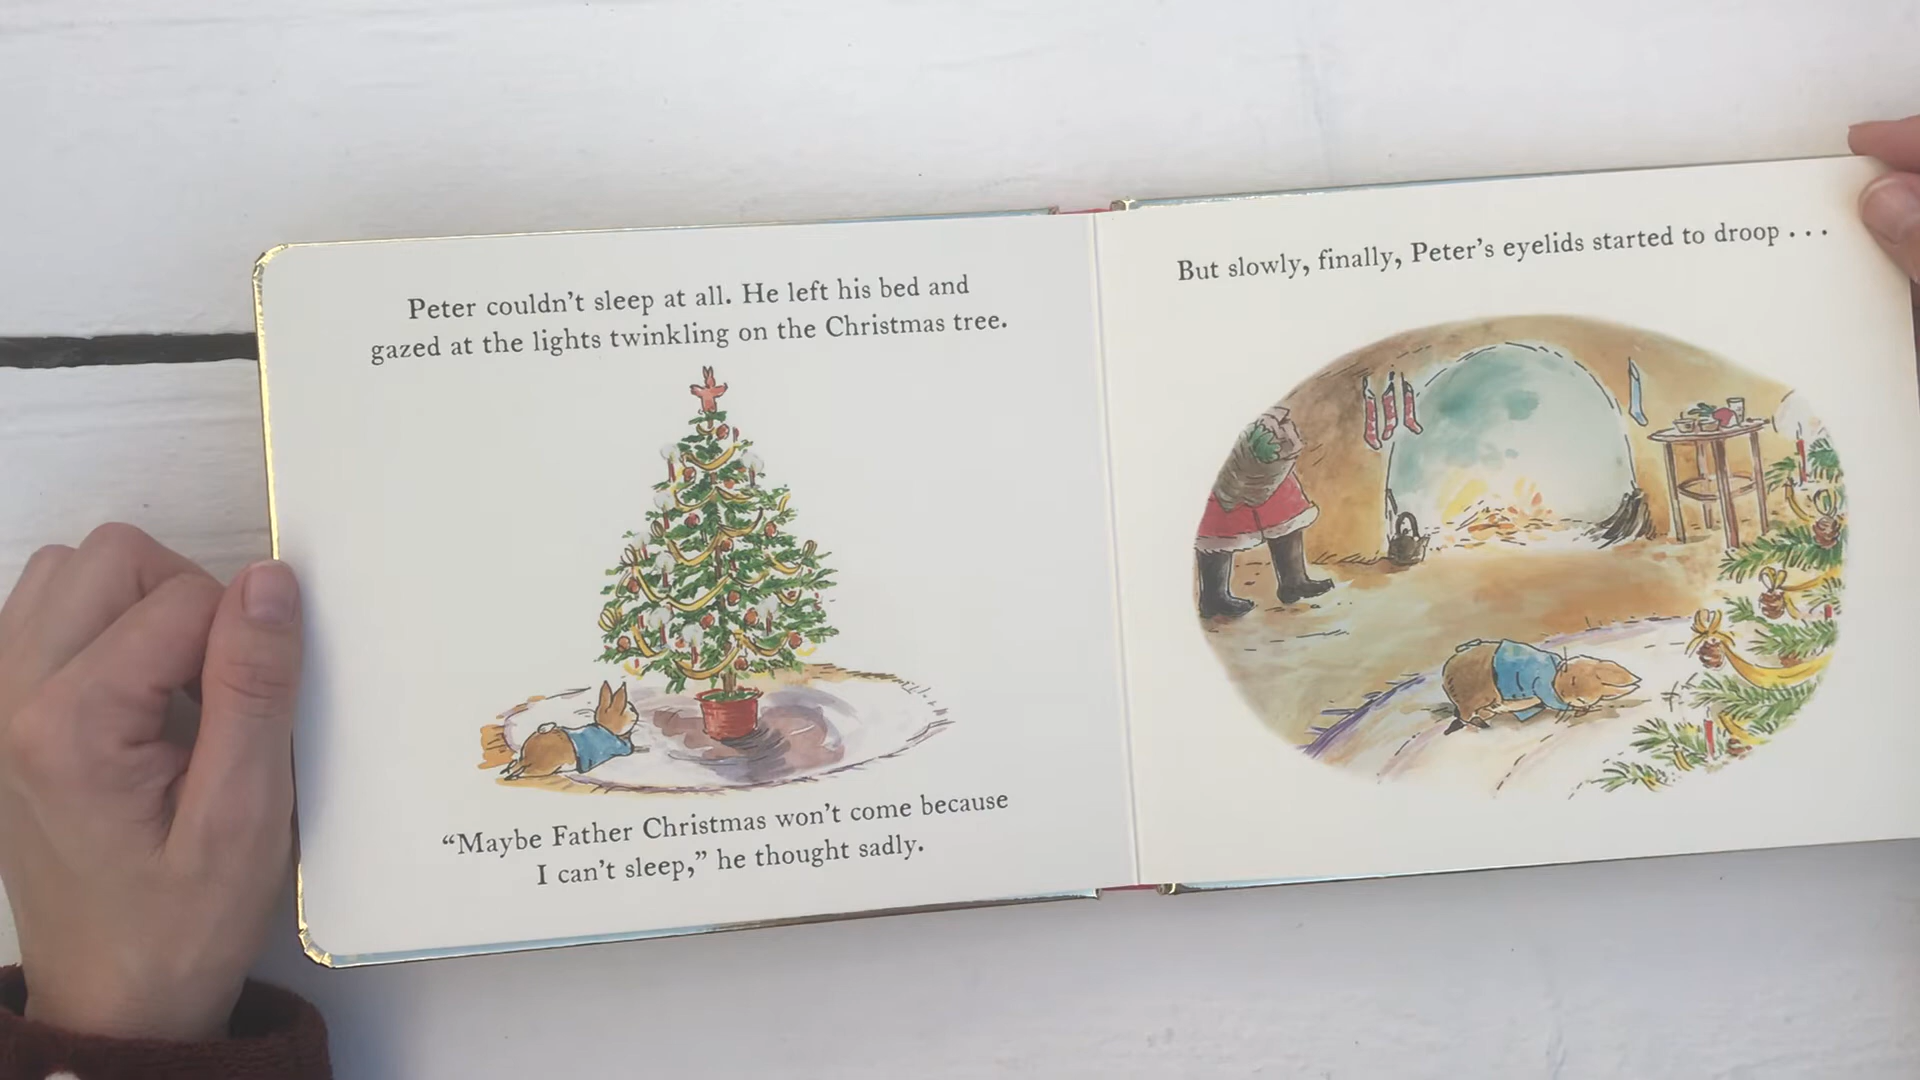 Peter couldn't sleep at all. He left his bed and
gazed at the lights twinkling on the Christmas tree.
“Maybe Father Christmas won't come because
I can't sleep,” he thought sadly.
But slowly, finally, Peter's eyelids started to droop . . .